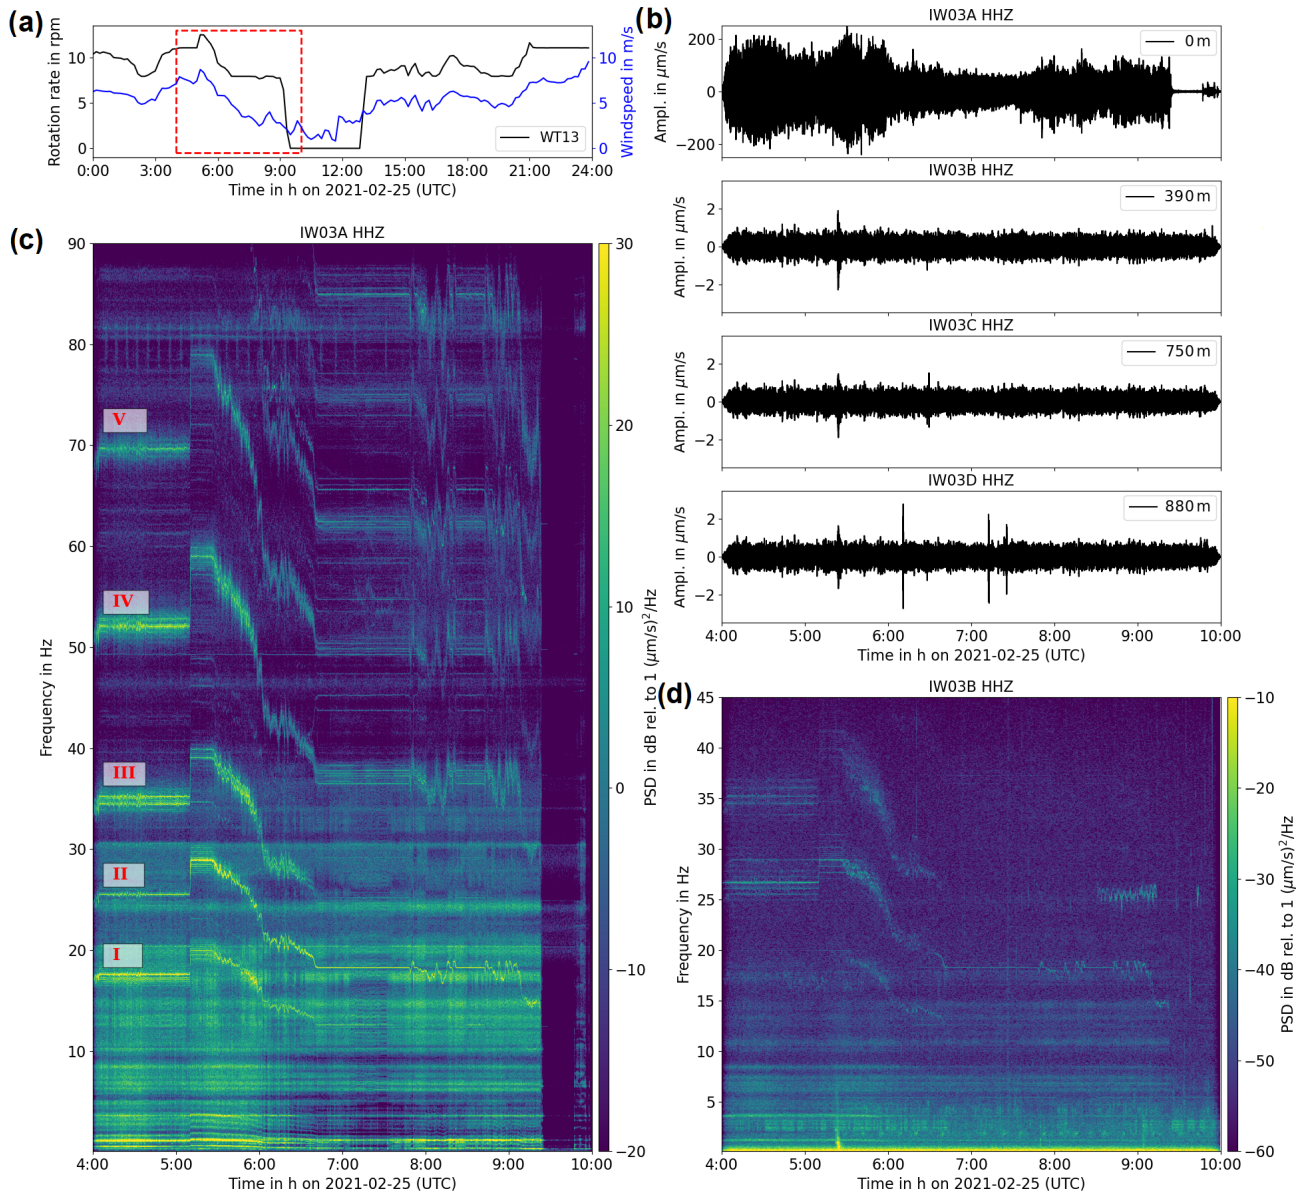 (a)
Rotation rate in rpm
10
5
0
WT13
10
5
0
Windspeed in m/s
0:00 3:00 6:00 9:00 12:00 15:00 18:00 21:00 24:00
Time in h on 2021-02-25 (UTC)
(b)
IW03A HHZ
Ampl. in μm/s
200
0
−200
0 m
IW03B HHZ
Ampl. in μm/s
2
0
−2
390 m
IW03C HHZ
Ampl. in μm/s
2
0
−2
750 m
IW03D HHZ
Ampl. in μm/s
2
0
−2
880 m
4:00 5:00 6:00 7:00 8:00 9:00 10:00
Time in h on 2021-02-25 (UTC)
(c)
IW03A HHZ
Frequency in Hz
90
80
70
60
50
40
30
20
10
V
IV
III
II
I
4:00 5:00 6:00 7:00 8:00 9:00 10:00
Time in h on 2021-02-25 (UTC)
30
20
10
0
−10
−20
PSD in dB rel. to 1 (μm/s)²/Hz
(d)
IW03B HHZ
Frequency in Hz
45
40
35
30
25
20
15
10
5
4:00 5:00 6:00 7:00 8:00 9:00 10:00
Time in h on 2021-02-25 (UTC)
−10
−20
−30
−40
−50
−60
PSD in dB rel. to 1 (μm/s)²/Hz